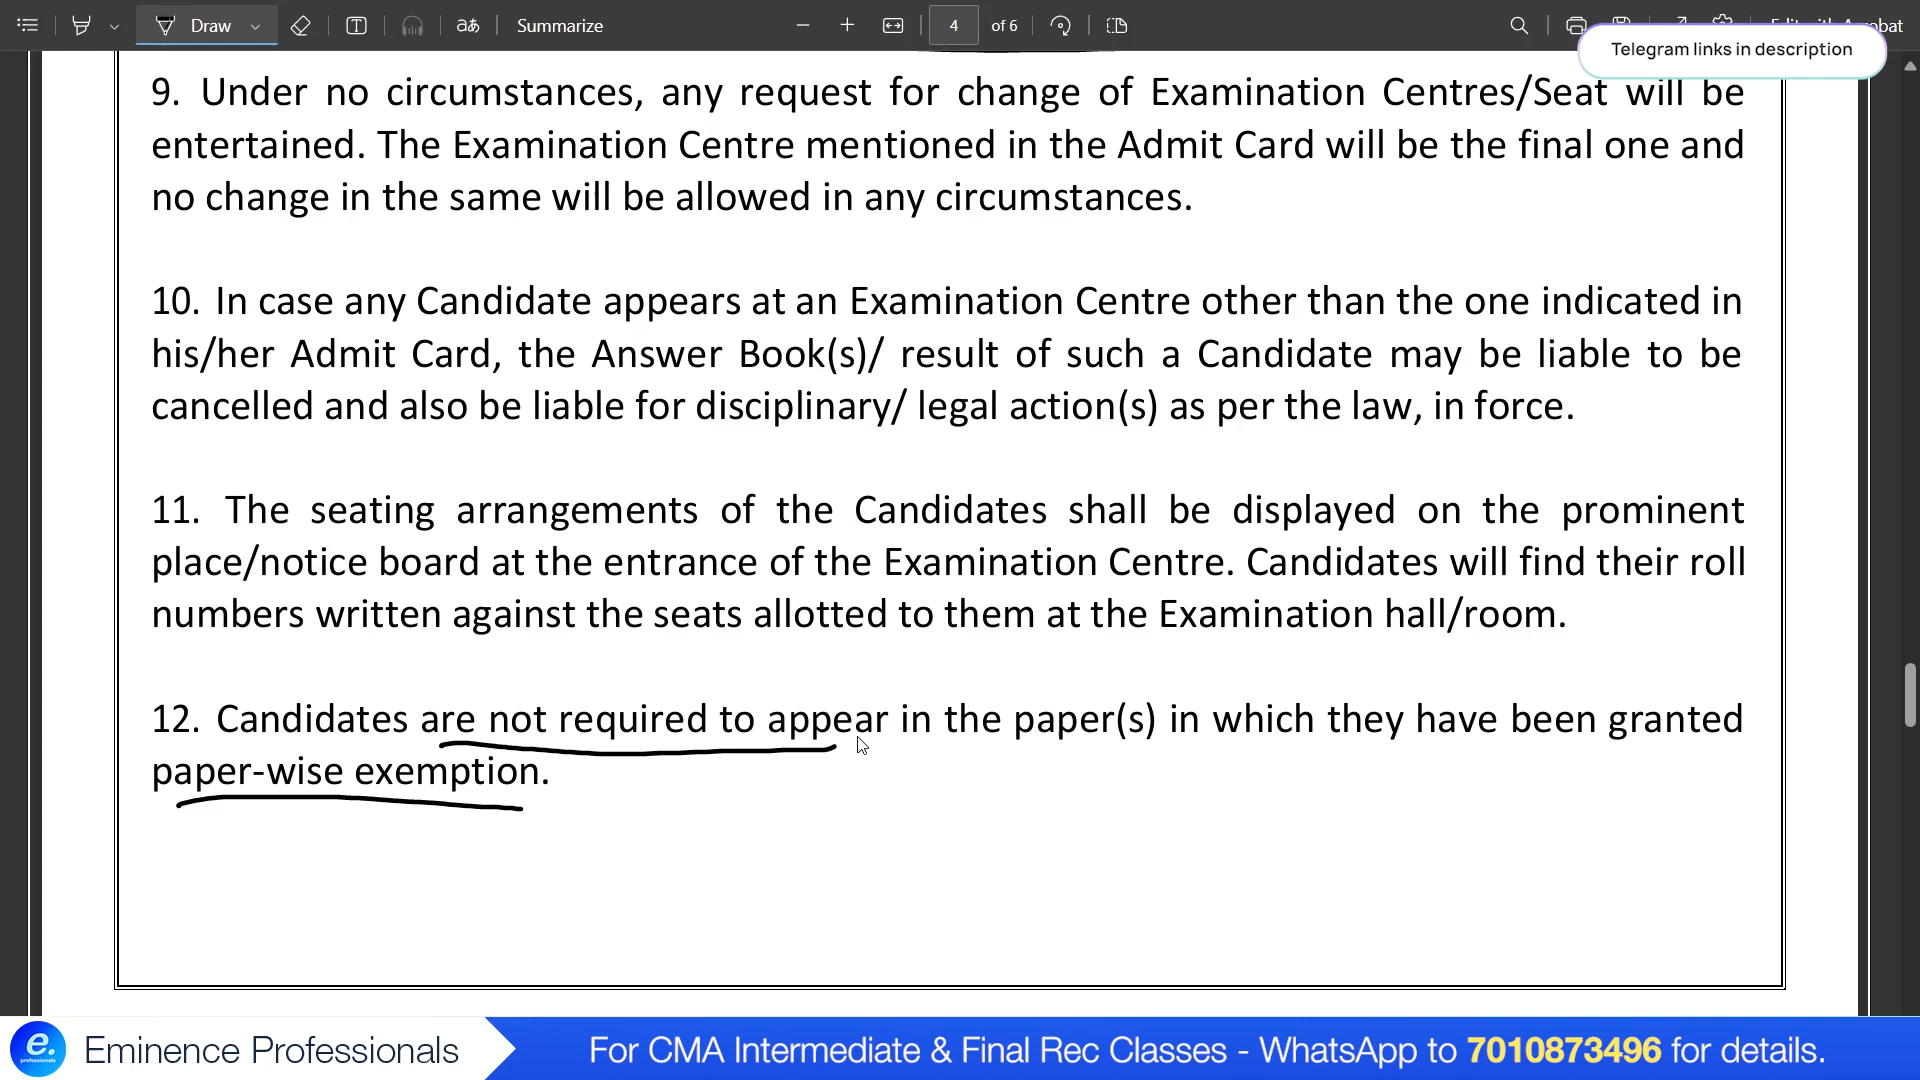 Draw
aあ
Summarize
4 of 6
Edit with Acrobat
Telegram links in description
9. Under no circumstances, any request for change of Examination Centres/Seat will be
entertained. The Examination Centre mentioned in the Admit Card will be the final one and
no change in the same will be allowed in any circumstances.
10. In case any Candidate appears at an Examination Centre other than the one indicated in
his/her Admit Card, the Answer Book(s)/ result of such a Candidate may be liable to be
cancelled and also be liable for disciplinary/ legal action(s) as per the law, in force.
11. The seating arrangements of the Candidates shall be displayed on the prominent
place/notice board at the entrance of the Examination Centre. Candidates will find their roll
numbers written against the seats allotted to them at the Examination hall/room.
12. Candidates are not required to appear in the paper(s) in which they have been granted
paper-wise exemption.
e.
professionals
Eminence Professionals
For CMA Intermediate & Final Rec Classes - WhatsApp to 7010873496 for details.